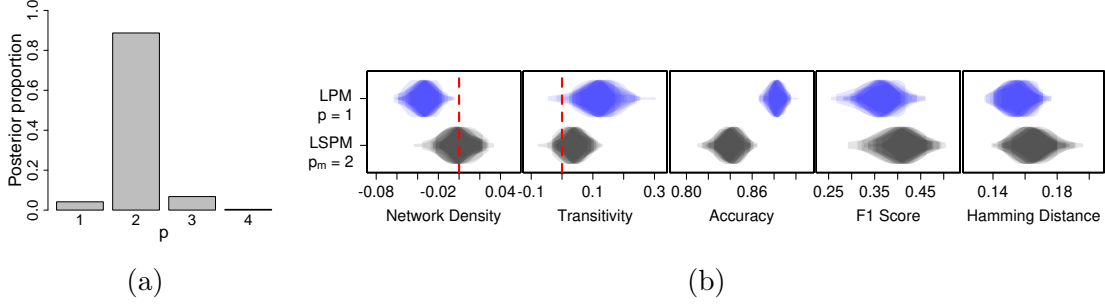 Posterior proportion
0.0 0.2 0.4 0.6 0.8 1.0
1 2 3 4
p
(a)
LPM
p = 1
LSPM
pm = 2
-0.08 -0.02 0.04
-0.1 0.1 0.3
0.80 0.86
0.25 0.35 0.45
0.14 0.18
Network Density Transitivity Accuracy F1 Score Hamming Distance
(b)